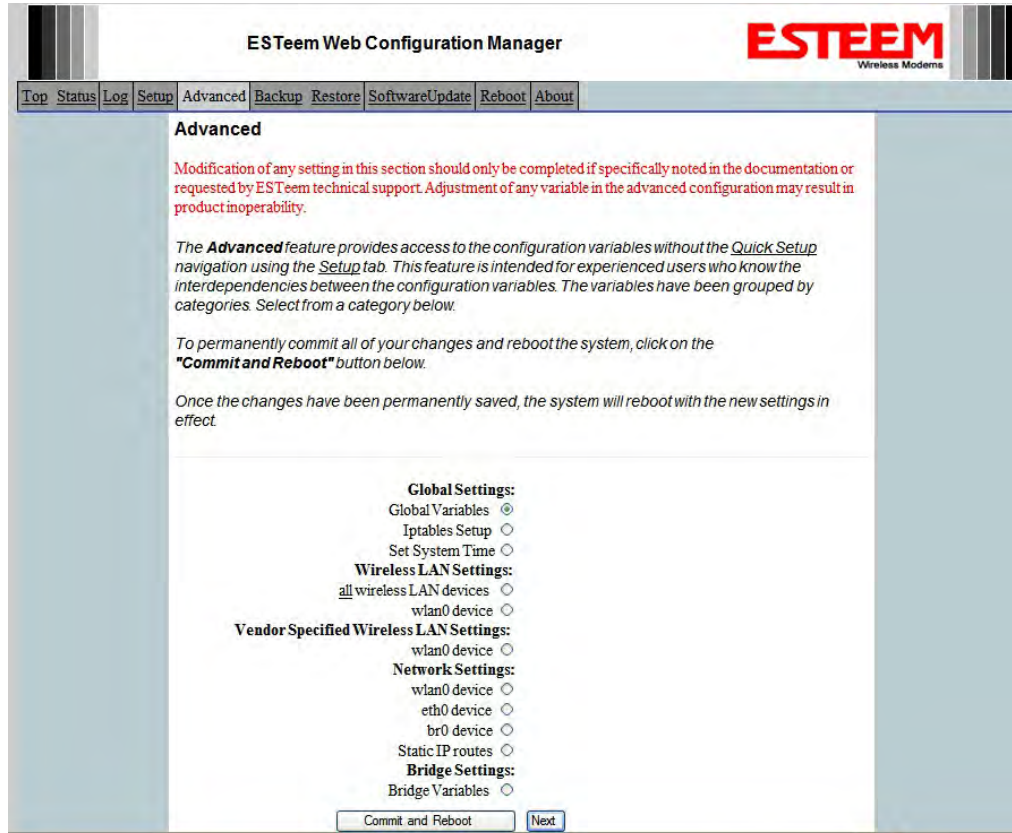 ESTeem Web Configuration Manager
ESTEEM
Wireless Modems
Top Status Log Setup Advanced Backup Restore SoftwareUpdate Reboot About
Advanced
Modification of any setting in this section should only be completed if specifically noted in the documentation or
requested by ESTeem technical support. Adjustment of any variable in the advanced configuration may result in
product inoperability.
The Advanced feature provides access to the configuration variables without the Quick Setup
navigation using the Setup tab. This feature is intended for experienced users who know the
interdependencies between the configuration variables. The variables have been grouped by
categories. Select from a category below.
To permanently commit all of your changes and reboot the system, click on the
"Commit and Reboot" button below.
Once the changes have been permanently saved, the system will reboot with the new settings in
effect.
Global Settings:
Global Variables
Iptables Setup
Set System Time
Wireless LAN Settings:
all wireless LAN devices
wlan0 device
Vendor Specified Wireless LAN Settings:
wlan0 device
Network Settings:
wlan0 device
eth0 device
br0 device
Static IP routes
Bridge Settings:
Bridge Variables
Commit and Reboot Next